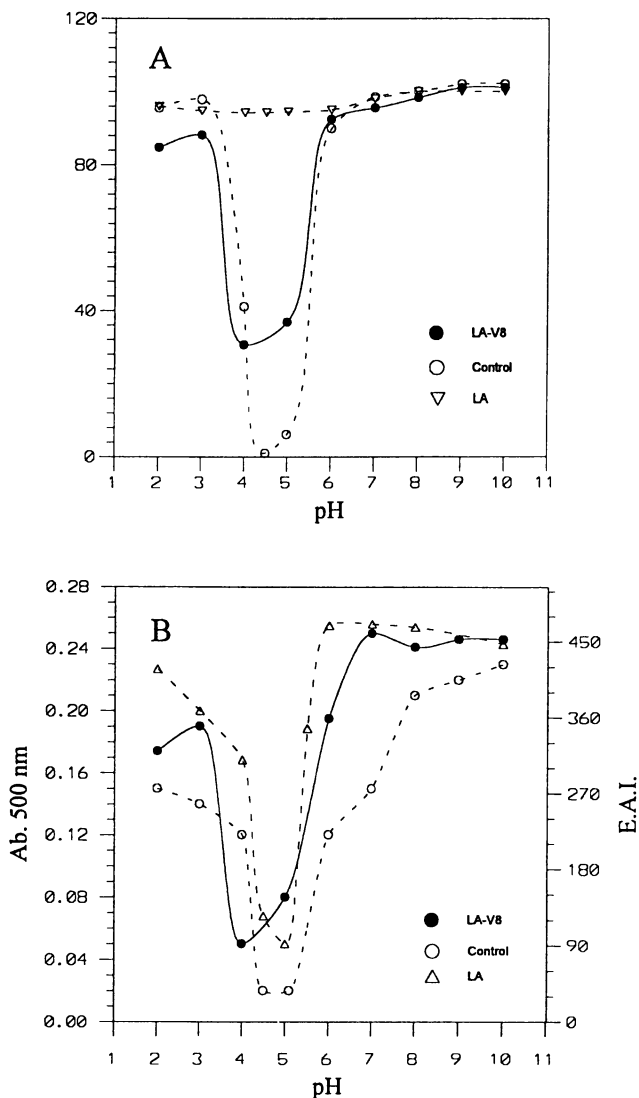 A
120
80
40
0
LA-V8
Control
LA
1 2 3 4 5 6 7 8 9 10 11
pH
B
Ab. 500 nm
0.28
0.24
0.20
0.16
0.12
0.08
0.04
0.00
450
360
270
180
90
0
E.A.I.
LA-V8
Control
LA
1 2 3 4 5 6 7 8 9 10 11
pH